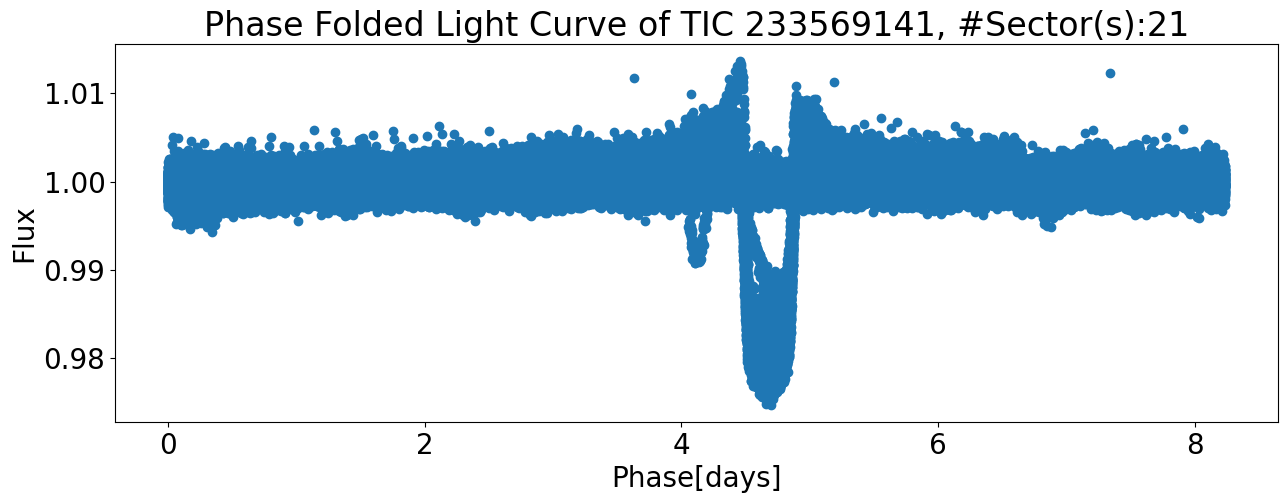 Phase Folded Light Curve of TIC 233569141, #Sector(s):21
1.01
1.00
0.99
0.98
Flux
0 2 4 6 8
Phase[days]